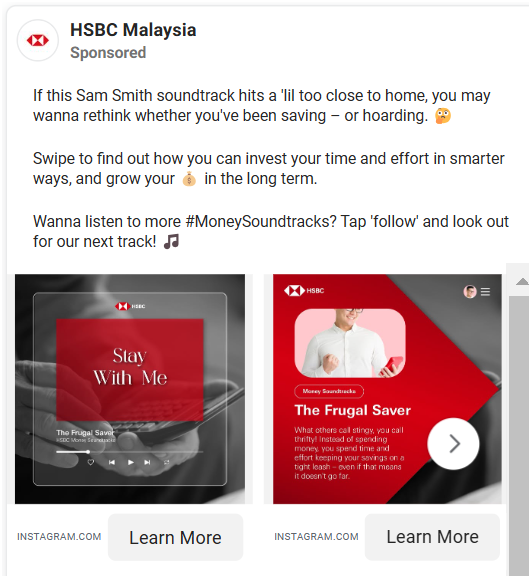 HSBC Malaysia
Sponsored
If this Sam Smith soundtrack hits a 'lil too close to home, you may
wanna rethink whether you've been saving – or hoarding. 🤔
Swipe to find out how you can invest your time and effort in smarter
ways, and grow your 💰 in the long term.
Wanna listen to more #MoneySoundtracks? Tap 'follow' and look out
for our next track! 🎵
HSBC
Stay
With Me
The Frugal Saver
HSBC Money Soundtracks
INSTAGRAM.COM
Learn More
HSBC
Money Soundtracks
The Frugal Saver
What others call stingy, you call
thrifty! Instead of spending
money, you spend time and
effort keeping your savings on a
tight leash – even if that means
it doesn't go far.
INSTAGRAM.COM
Learn More